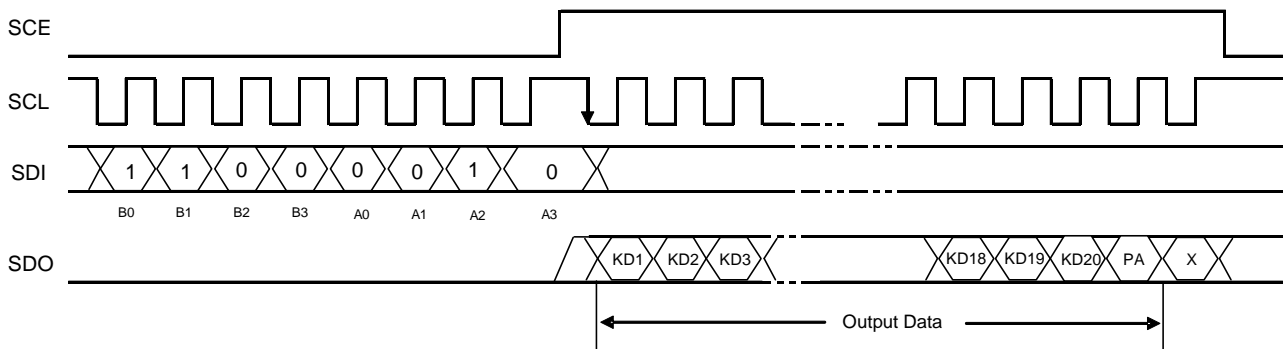 SCE
SCL
SDI 1 1 0 0 0 0 1 0
B0 B1 B2 B3 A0 A1 A2 A3
SDO KD1 KD2 KD3 KD18 KD19 KD20 PA X
Output Data